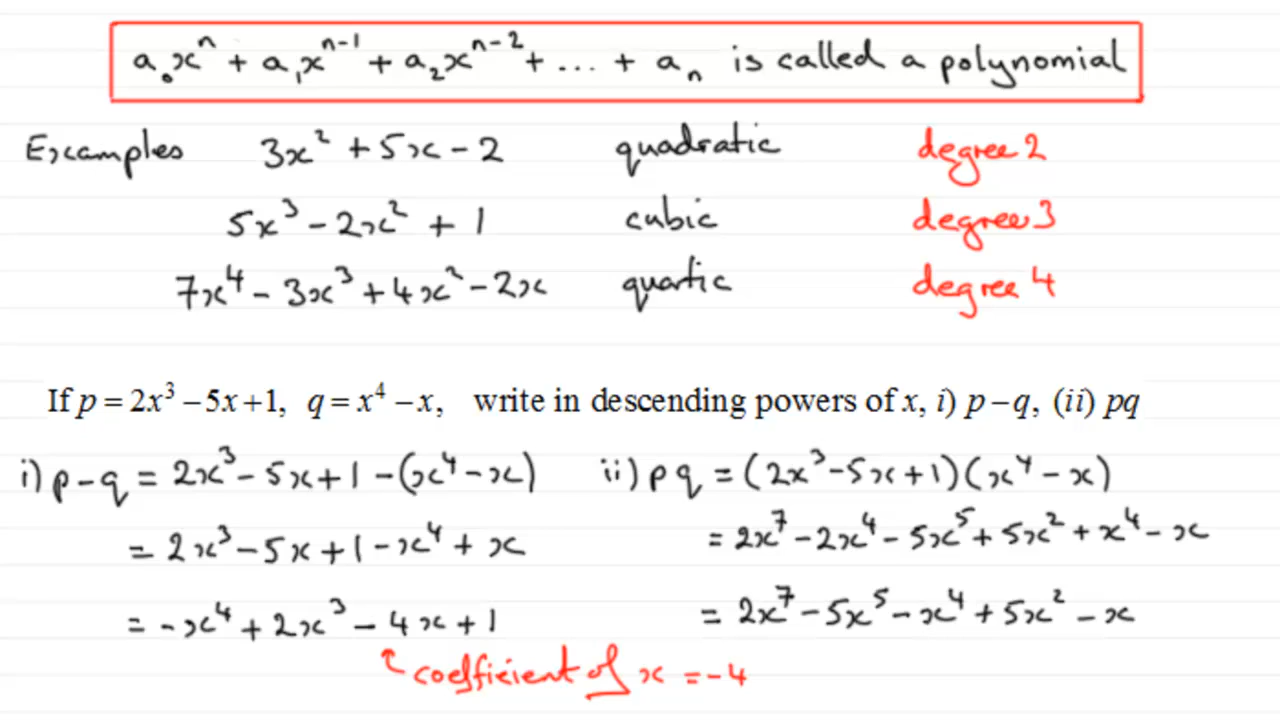 a₀xⁿ + a₁xⁿ⁻¹ + a₂xⁿ⁻² + ... + aₙ is called a polynomial
Examples 3x² + 5x - 2 quadratic degree 2
5x³ - 2x² + 1 cubic degree 3
7x⁴ - 3x³ + 4x² - 2x quartic degree 4
If p = 2x³ - 5x + 1, q = x⁴ - x, write in descending powers of x, i) p - q, (ii) pq
i) p - q = 2x³ - 5x + 1 - (x⁴ - x)
= 2x³ - 5x + 1 - x⁴ + x
= -x⁴ + 2x³ - 4x + 1
coefficient of x = -4
ii) pq = (2x³ - 5x + 1)(x⁴ - x)
= 2x⁷ - 2x⁴ - 5x⁵ + 5x² + x⁴ - x
= 2x⁷ - 5x⁵ - x⁴ + 5x² - x